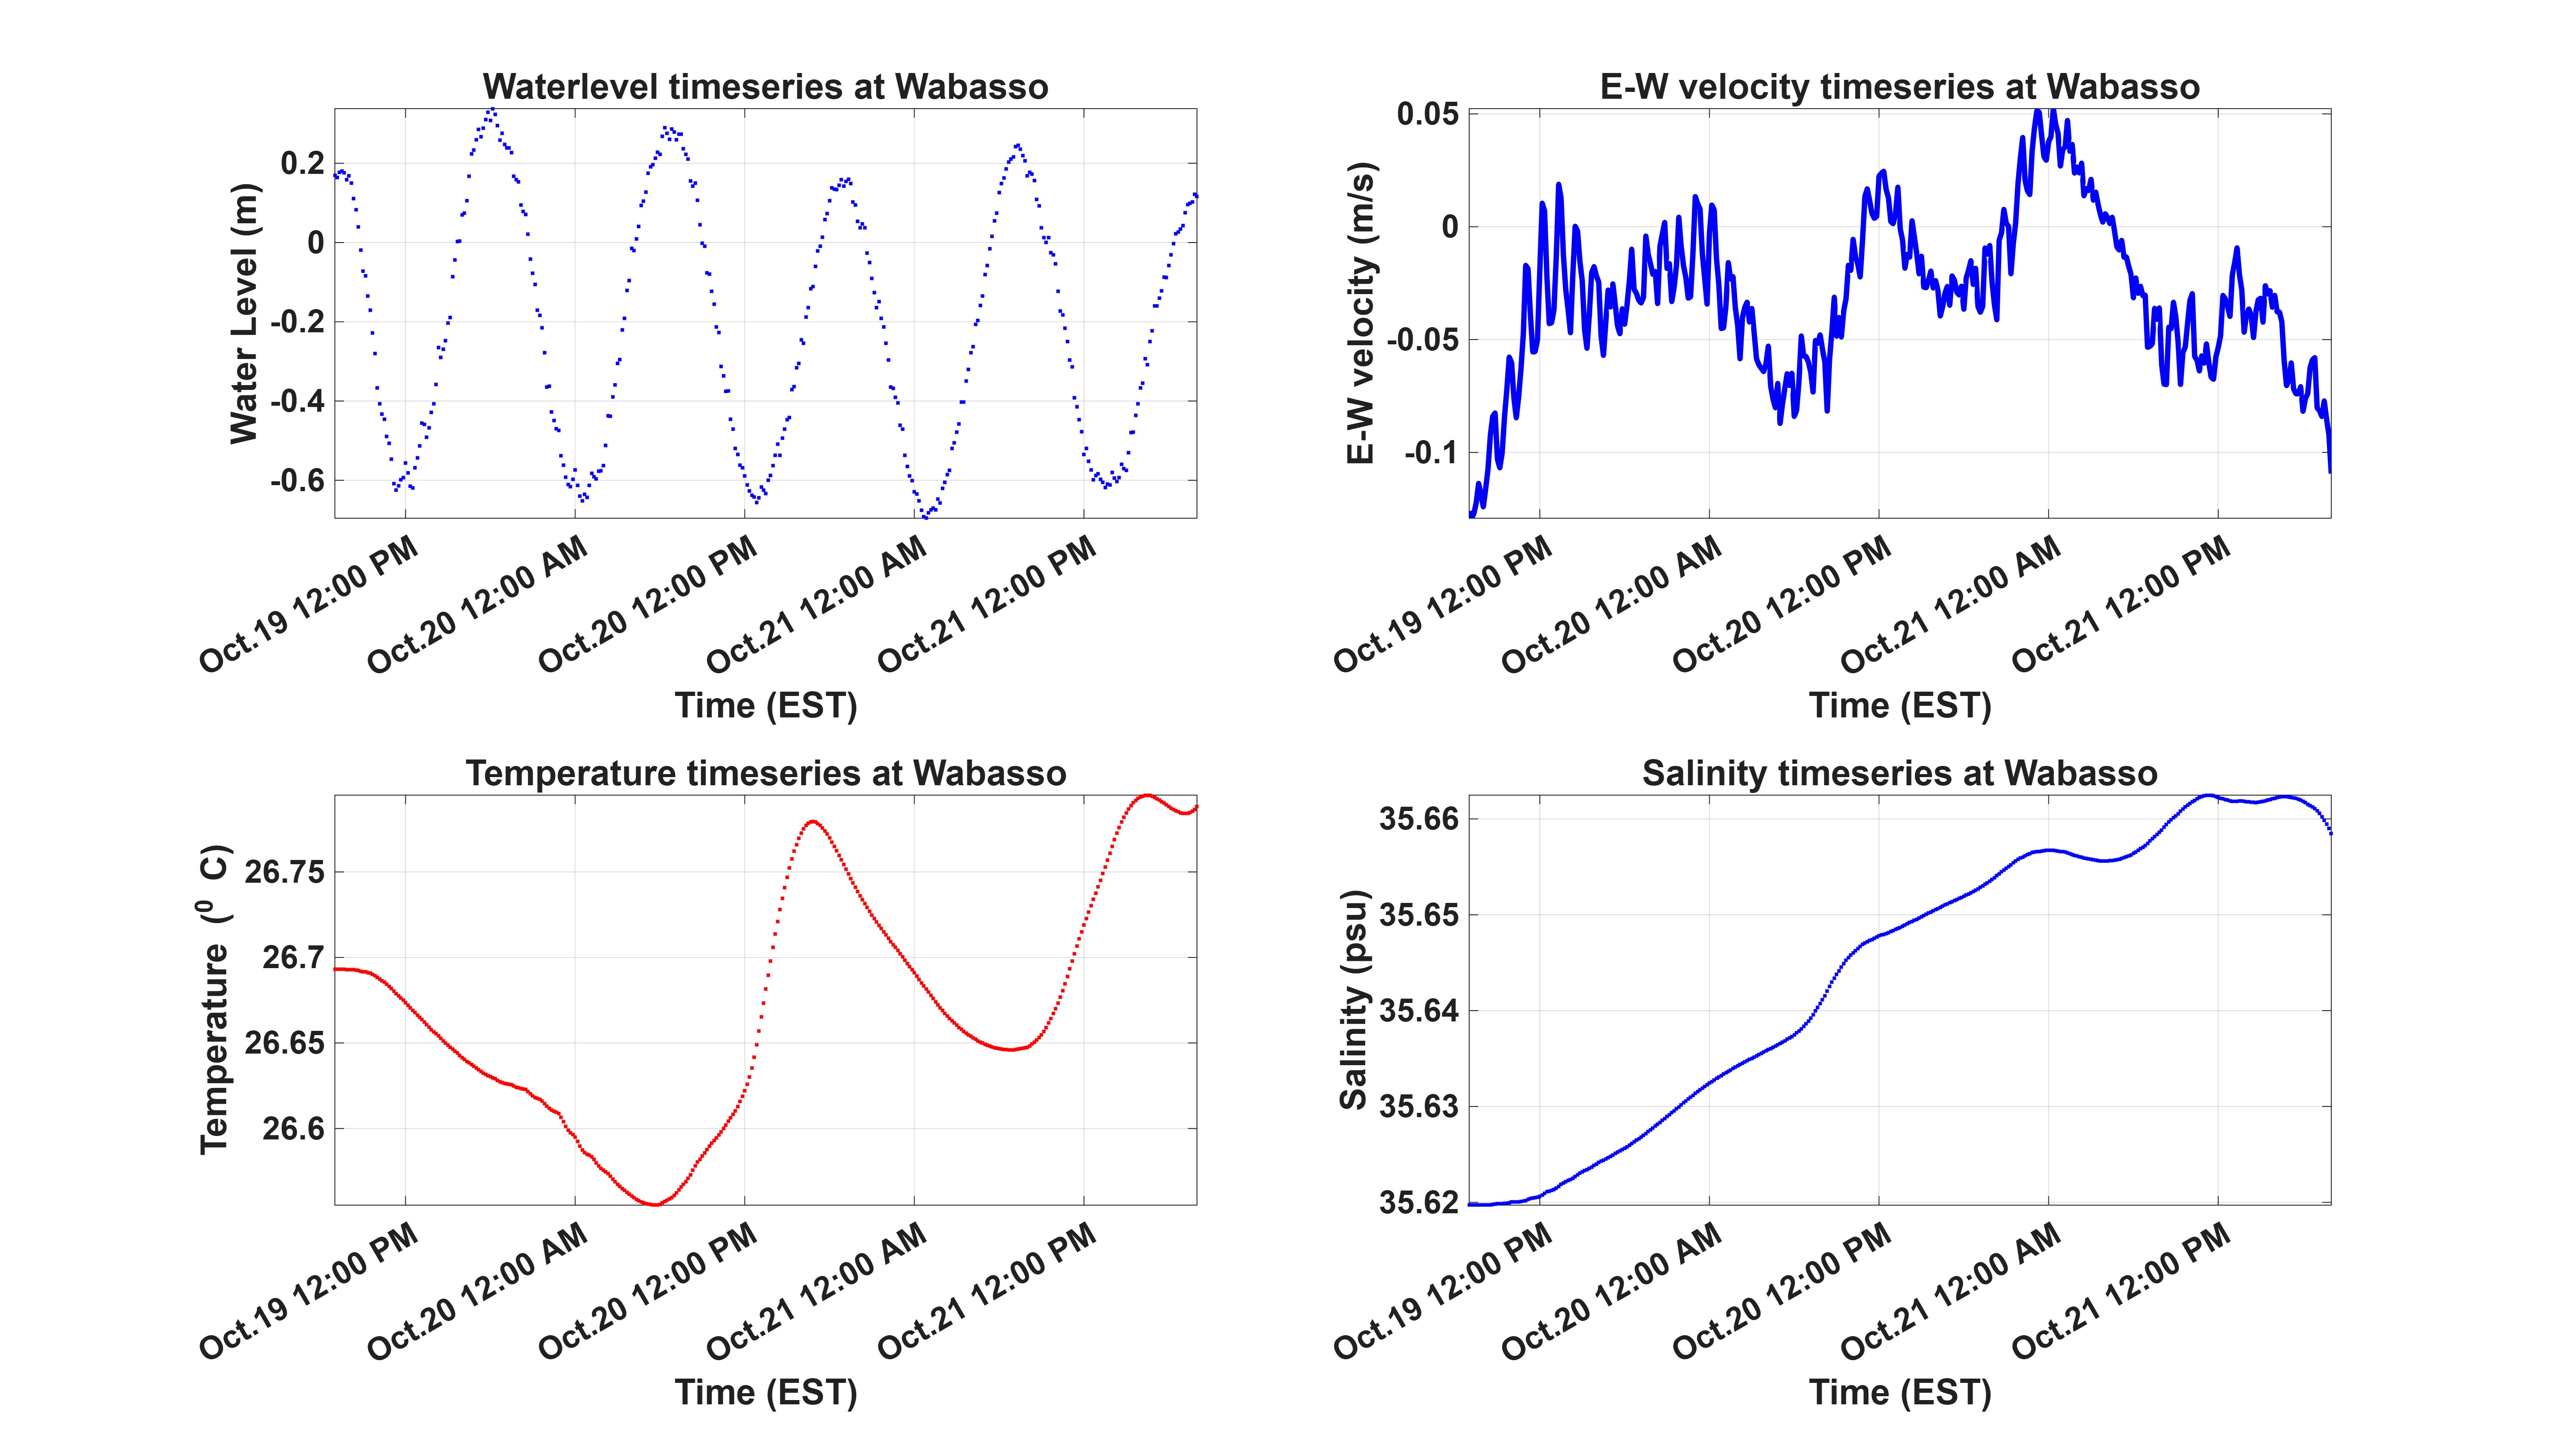 Waterlevel timeseries at Wabasso
Water Level (m)
0.2
0
-0.2
-0.4
-0.6
Oct.19 12:00 PM
Oct.20 12:00 AM
Oct.20 12:00 PM
Oct.21 12:00 AM
Oct.21 12:00 PM
Time (EST)
E-W velocity timeseries at Wabasso
E-W velocity (m/s)
0.05
0
-0.05
-0.1
Oct.19 12:00 PM
Oct.20 12:00 AM
Oct.20 12:00 PM
Oct.21 12:00 AM
Oct.21 12:00 PM
Time (EST)
Temperature timeseries at Wabasso
Temperature (⁰ C)
26.75
26.7
26.65
26.6
Oct.19 12:00 PM
Oct.20 12:00 AM
Oct.20 12:00 PM
Oct.21 12:00 AM
Oct.21 12:00 PM
Time (EST)
Salinity timeseries at Wabasso
Salinity (psu)
35.66
35.65
35.64
35.63
35.62
Oct.19 12:00 PM
Oct.20 12:00 AM
Oct.20 12:00 PM
Oct.21 12:00 AM
Oct.21 12:00 PM
Time (EST)